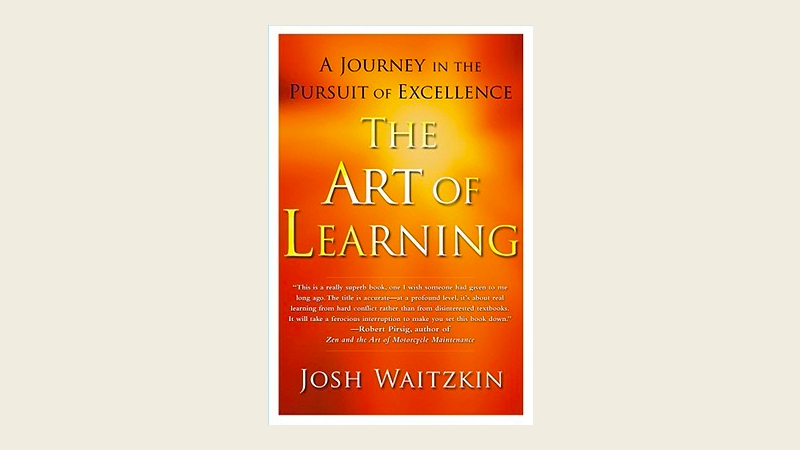 A JOURNEY IN THE
PURSUIT OF EXCELLENCE
THE
ART OF
LEARNING
“This is a really superb book, one I wish someone had given to me
long ago. The title is accurate—at a profound level, it’s about real
learning from hard conflict rather than from disinterested textbooks.
It will take a ferocious interruption to make you set this book down.”
—Robert Pirsig, author of
Zen and the Art of Motorcycle Maintenance
JOSH WAITZKIN